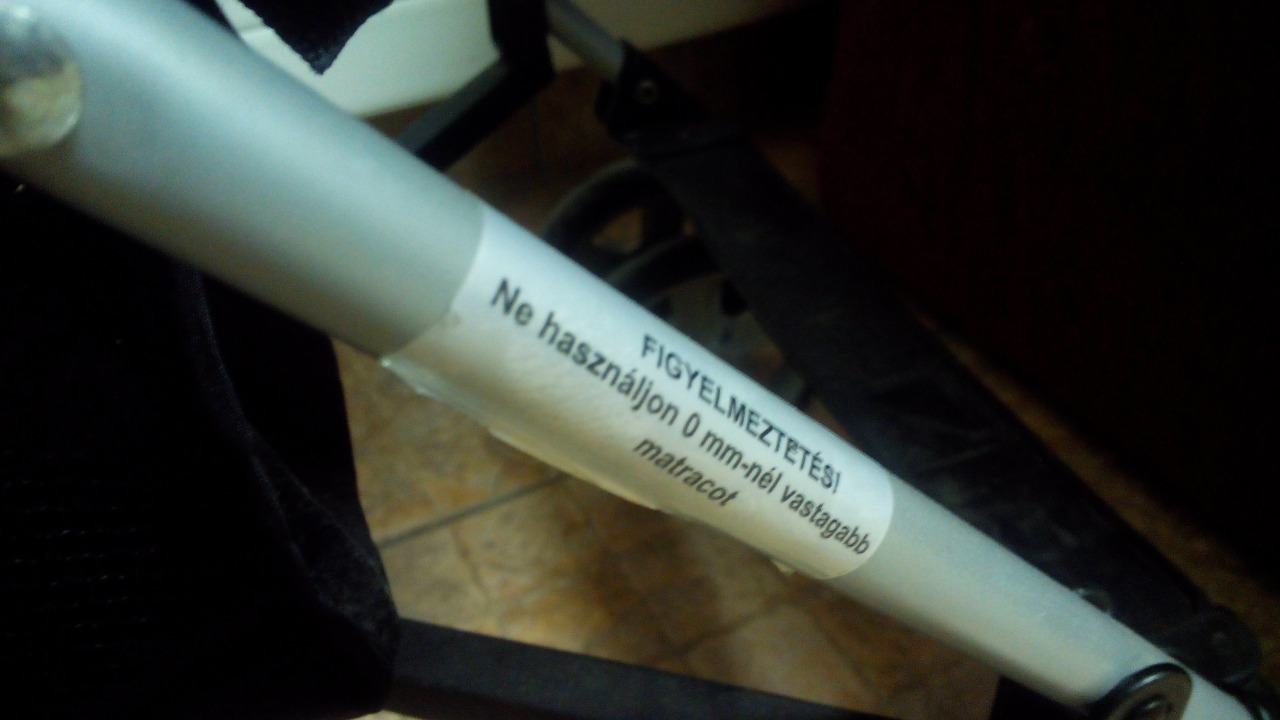 FIGYELMEZTETÉS!
Ne használjon 0 mm-nél vastagabb
matracot